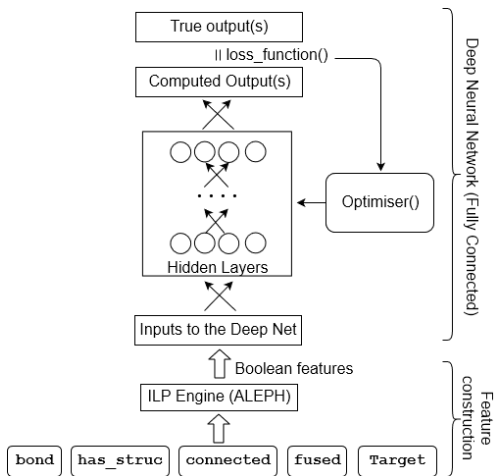 True output(s)
|| loss_function()
Computed Output(s)
Optimiser()
. . . .
Hidden Layers
Inputs to the Deep Net
Boolean features
ILP Engine (ALEPH)
bond has_struc connected fused Target
Deep Neural Network (Fully Connected)
Feature
construction